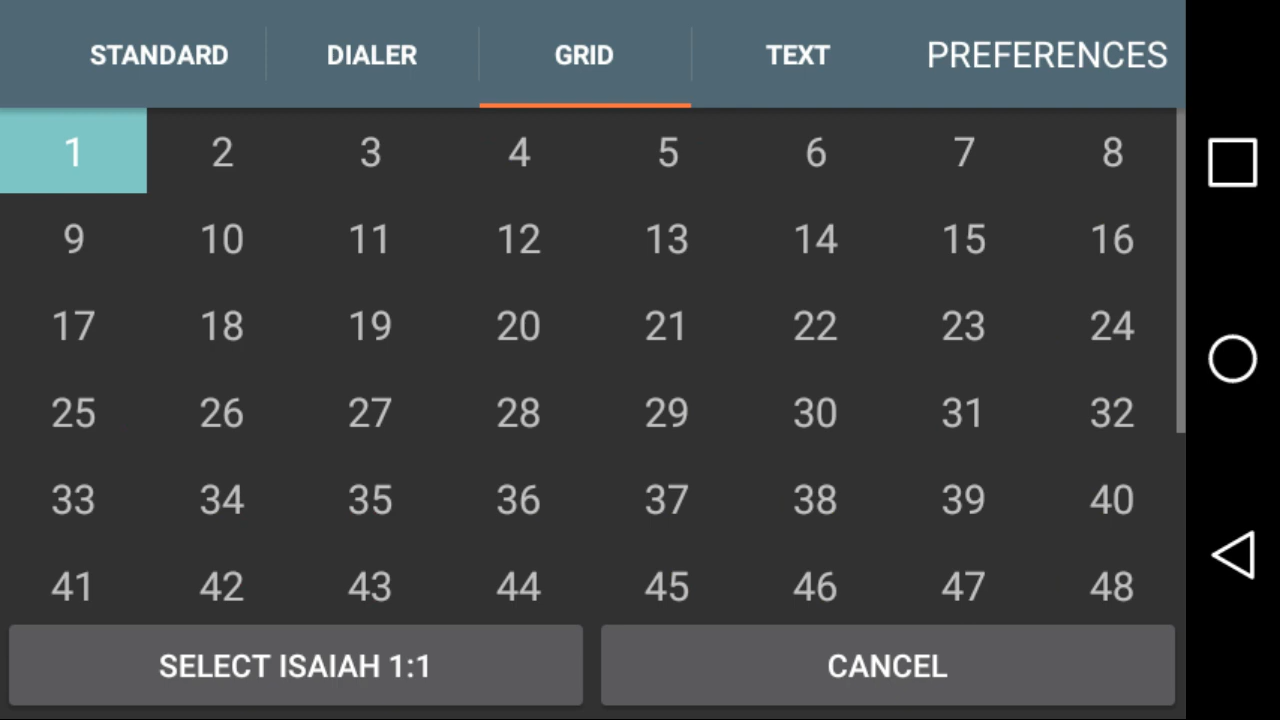 STANDARD DIALER GRID TEXT PREFERENCES
1 2 3 4 5 6 7 8
9 10 11 12 13 14 15 16
17 18 19 20 21 22 23 24
25 26 27 28 29 30 31 32
33 34 35 36 37 38 39 40
41 42 43 44 45 46 47 48
SELECT ISAIAH 1:1 CANCEL